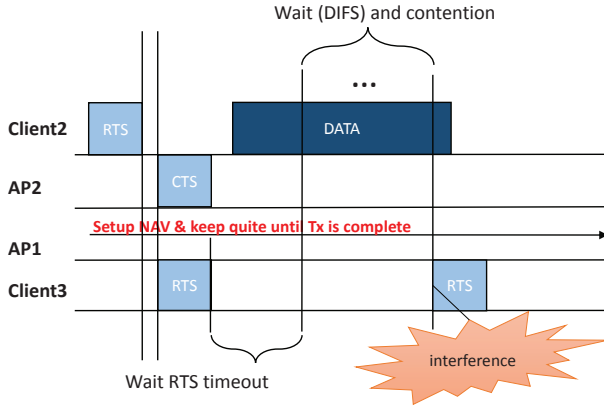 Wait (DIFS) and contention
...
Client2
RTS
DATA
AP2
CTS
Setup NAV & keep quite until Tx is complete
AP1
Client3
RTS
RTS
interference
Wait RTS timeout